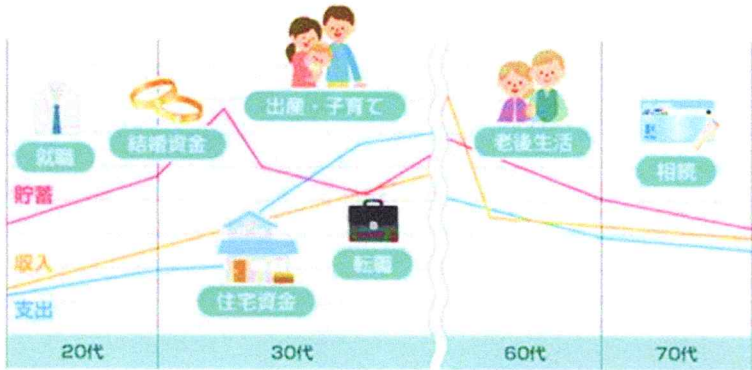 就職
結婚資金
出産・子育て
老後生活
相続
貯蓄
収入
支出
住宅資金
転職
20代
30代
60代
70代